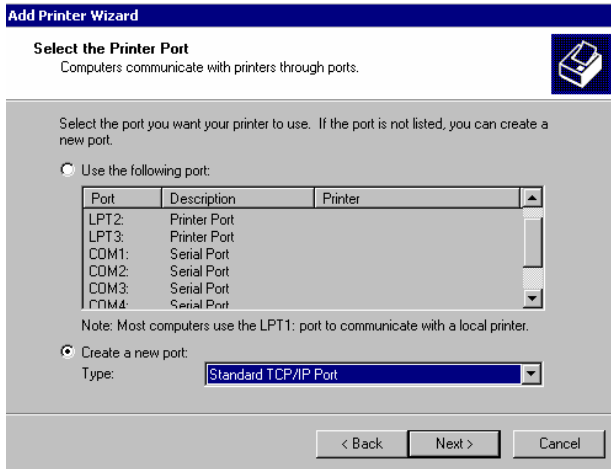 Add Printer Wizard
Select the Printer Port
Computers communicate with printers through ports.
Select the port you want your printer to use. If the port is not listed, you can create a
new port.
Use the following port:
Port Description Printer
LPT2: Printer Port
LPT3: Printer Port
COM1: Serial Port
COM2: Serial Port
COM3: Serial Port
COM4: Serial Port
Note: Most computers use the LPT1: port to communicate with a local printer.
Create a new port:
Type: Standard TCP/IP Port
< Back Next > Cancel